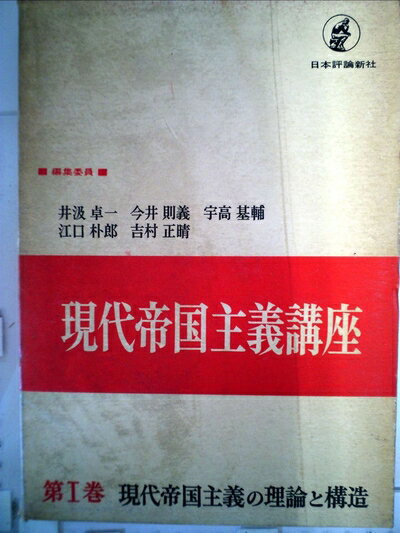 日本評論新社
■ 編集委員 ■
井汲 卓一 今井 則義 宇高 基輔
江口 朴郎 吉村 正晴
現代帝国主義講座
第I巻 現代帝国主義の理論と構造